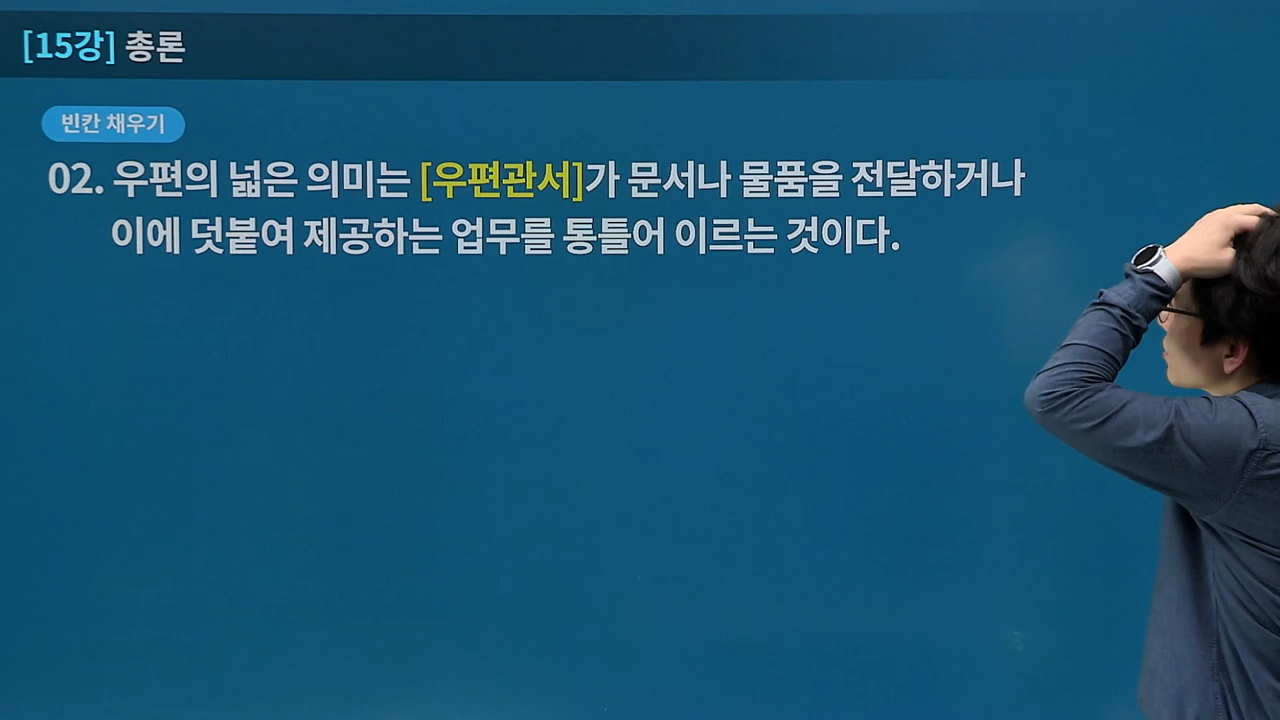 [15강] 총론
빈칸 채우기
02. 우편의 넓은 의미는 [우편관서]가 문서나 물품을 전달하거나
이에 덧붙여 제공하는 업무를 통틀어 이르는 것이다.